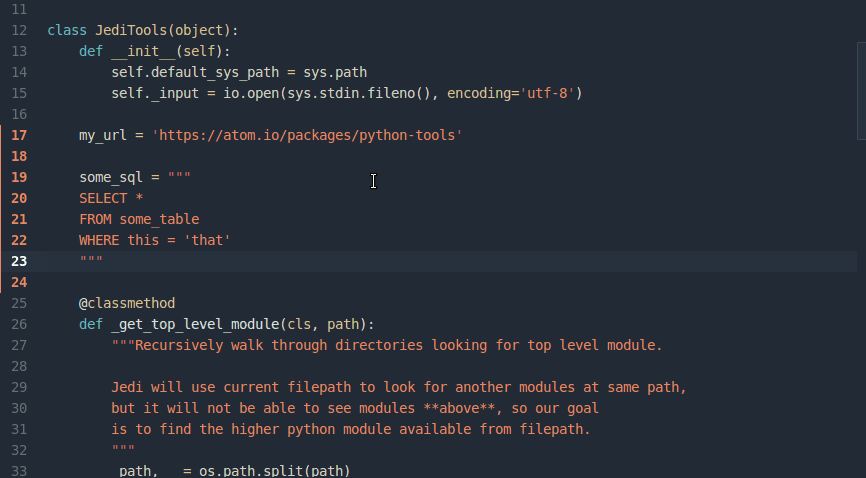 11
12 class JediTools(object):
13     def __init__(self):
14         self.default_sys_path = sys.path
15         self._input = io.open(sys.stdin.fileno(), encoding='utf-8')
16
17     my_url = 'https://atom.io/packages/python-tools'
18
19     some_sql = """
20     SELECT *
21     FROM some_table
22     WHERE this = 'that'
23     """
24
25     @classmethod
26     def _get_top_level_module(cls, path):
27         """Recursively walk through directories looking for top level module.
28
29         Jedi will use current filepath to look for another modules at same path,
30         but it will not be able to see modules **above**, so our goal
31         is to find the higher python module available from filepath.
32         """
33         _path, _ = os.path.split(path)